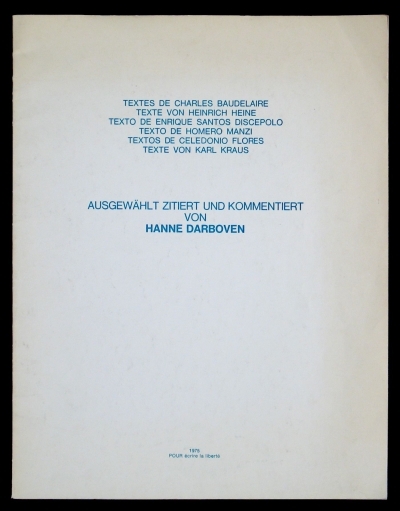 TEXTES DE CHARLES BAUDELAIRE
TEXTE VON HEINRICH HEINE
TEXTO DE ENRIQUE SANTOS DISCEPOLO
TEXTO DE HOMERO MANZI
TEXTOS DE CELEDONIO FLORES
TEXTE VON KARL KRAUS
AUSGEWÄHLT ZITIERT UND KOMMENTIERT
VON
HANNE DARBOVEN
1975
POUR écrire la liberté